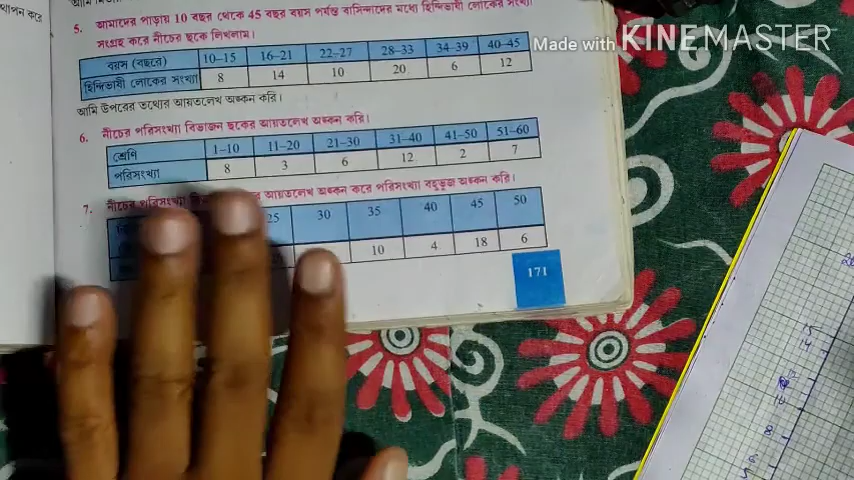 5. আমাদের পাড়ায় 10 বছর থেকে 45 বছর বয়স পর্যন্ত বাসিন্দাদের মধ্যে হিন্দিভাষী লোকের সংখ্যা
সংগ্রহ করে নীচের ছকে লিখলাম।
Made with KINEMASTER
বয়স (বছরে) 10–15 16–21 22–27 28–33 34–39 40–45
হিন্দিভাষী লোকের সংখ্যা 8 14 10 20 6 12
আমি উপরের তথ্যের আয়তলেখ অঙ্কন করি।
6. নীচের পরিসংখ্যা বিভাজন ছকের আয়তলেখ অঙ্কন করি।
শ্রেণি 1–10 11–20 21–30 31–40 41–50 51–60
পরিসংখ্যা 8 3 6 12 2 7
7. নীচের পরিসংখ্যা আয়তলেখ অঙ্কন করে পরিসংখ্যা বহুভুজ অঙ্কন করি।
25 30 35 40 45 50
10 4 18 6
171